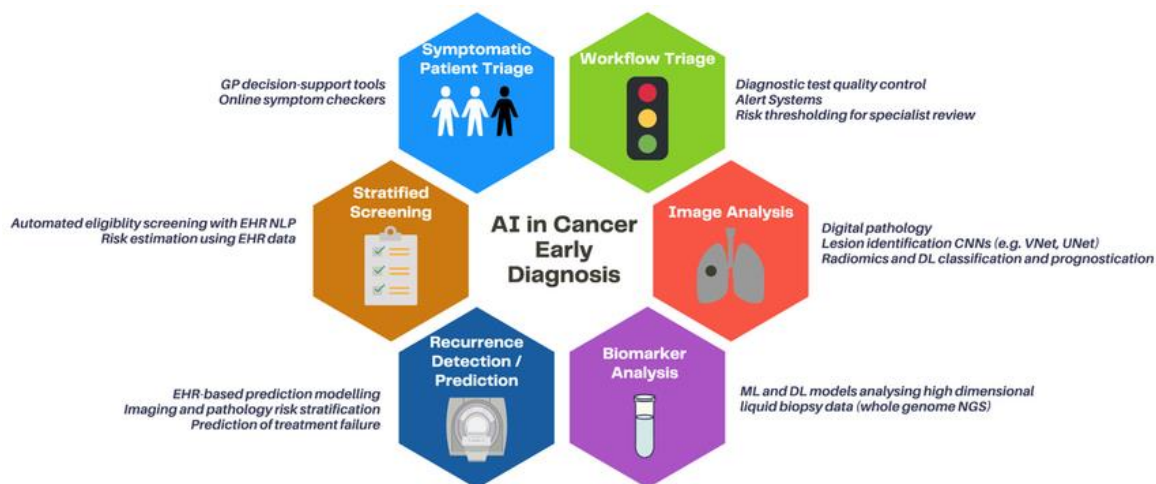 Symptomatic
Patient Triage
GP decision-support tools
Online symptom checkers
Workflow Triage
Diagnostic test quality control
Alert Systems
Risk thresholding for specialist review
Stratified
Screening
Automated eligiblity screening with EHR NLP
Risk estimation using EHR data
AI in Cancer
Early
Diagnosis
Image Analysis
Digital pathology
Lesion identification CNNs (e.g. VNet, UNet)
Radiomics and DL classification and prognostication
Recurrence
Detection /
Prediction
EHR-based prediction modelling
Imaging and pathology risk stratification
Prediction of treatment failure
Biomarker
Analysis
ML and DL models analysing high dimensional
liquid biopsy data (whole genome NGS)